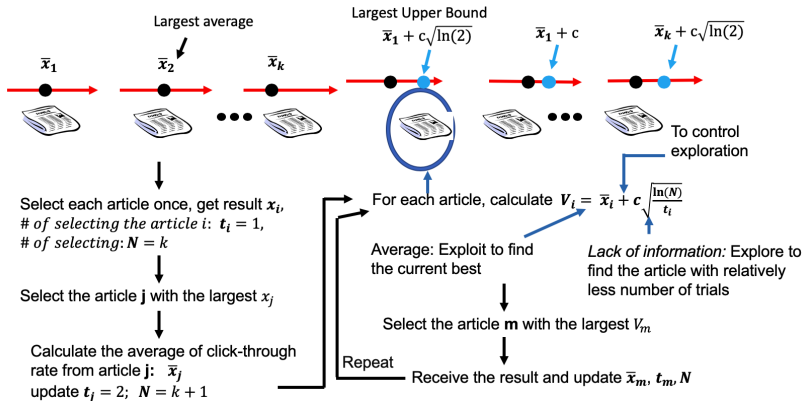 Largest average
x̄₁
x̄₂
x̄ₖ
Select each article once, get result xᵢ,
# of selecting the article i: tᵢ = 1,
# of selecting: N = k
Select the article j with the largest xⱼ
Calculate the average of click-through
rate from article j: x̄ⱼ
update tⱼ = 2; N = k + 1
Largest Upper Bound
x̄₁ + c√ln(2)
x̄₁ + c
x̄ₖ + c√ln(2)
To control
exploration
For each article, calculate Vᵢ = x̄ᵢ + c √(ln(N)/tᵢ)
Average: Exploit to find
the current best
Lack of information: Explore to
find the article with relatively
less number of trials
Select the article m with the largest Vₘ
Repeat
Receive the result and update x̄ₘ, tₘ, N